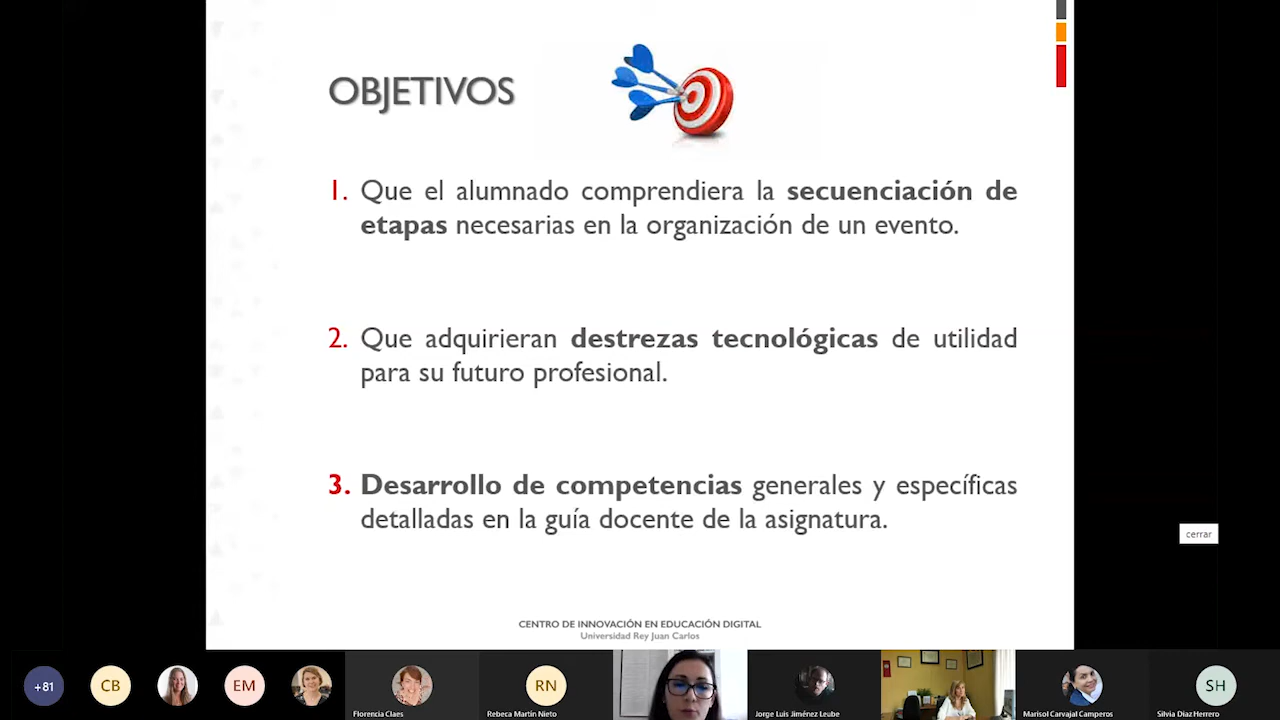 OBJETIVOS
1. Que el alumnado comprendiera la secuenciación de
etapas necesarias en la organización de un evento.
2. Que adquirieran destrezas tecnológicas de utilidad
para su futuro profesional.
3. Desarrollo de competencias generales y específicas
detalladas en la guía docente de la asignatura.
cerrar
CENTRO DE INNOVACIÓN EN EDUCACIÓN DIGITAL
Universidad Rey Juan Carlos
+81
CB
EM
RN
SH
Florencia Claes
Rebeca Martín Nieto
Jorge Luis Jiménez Leube
Marisol Carvajal Camperos
Silvia Díaz Herrero